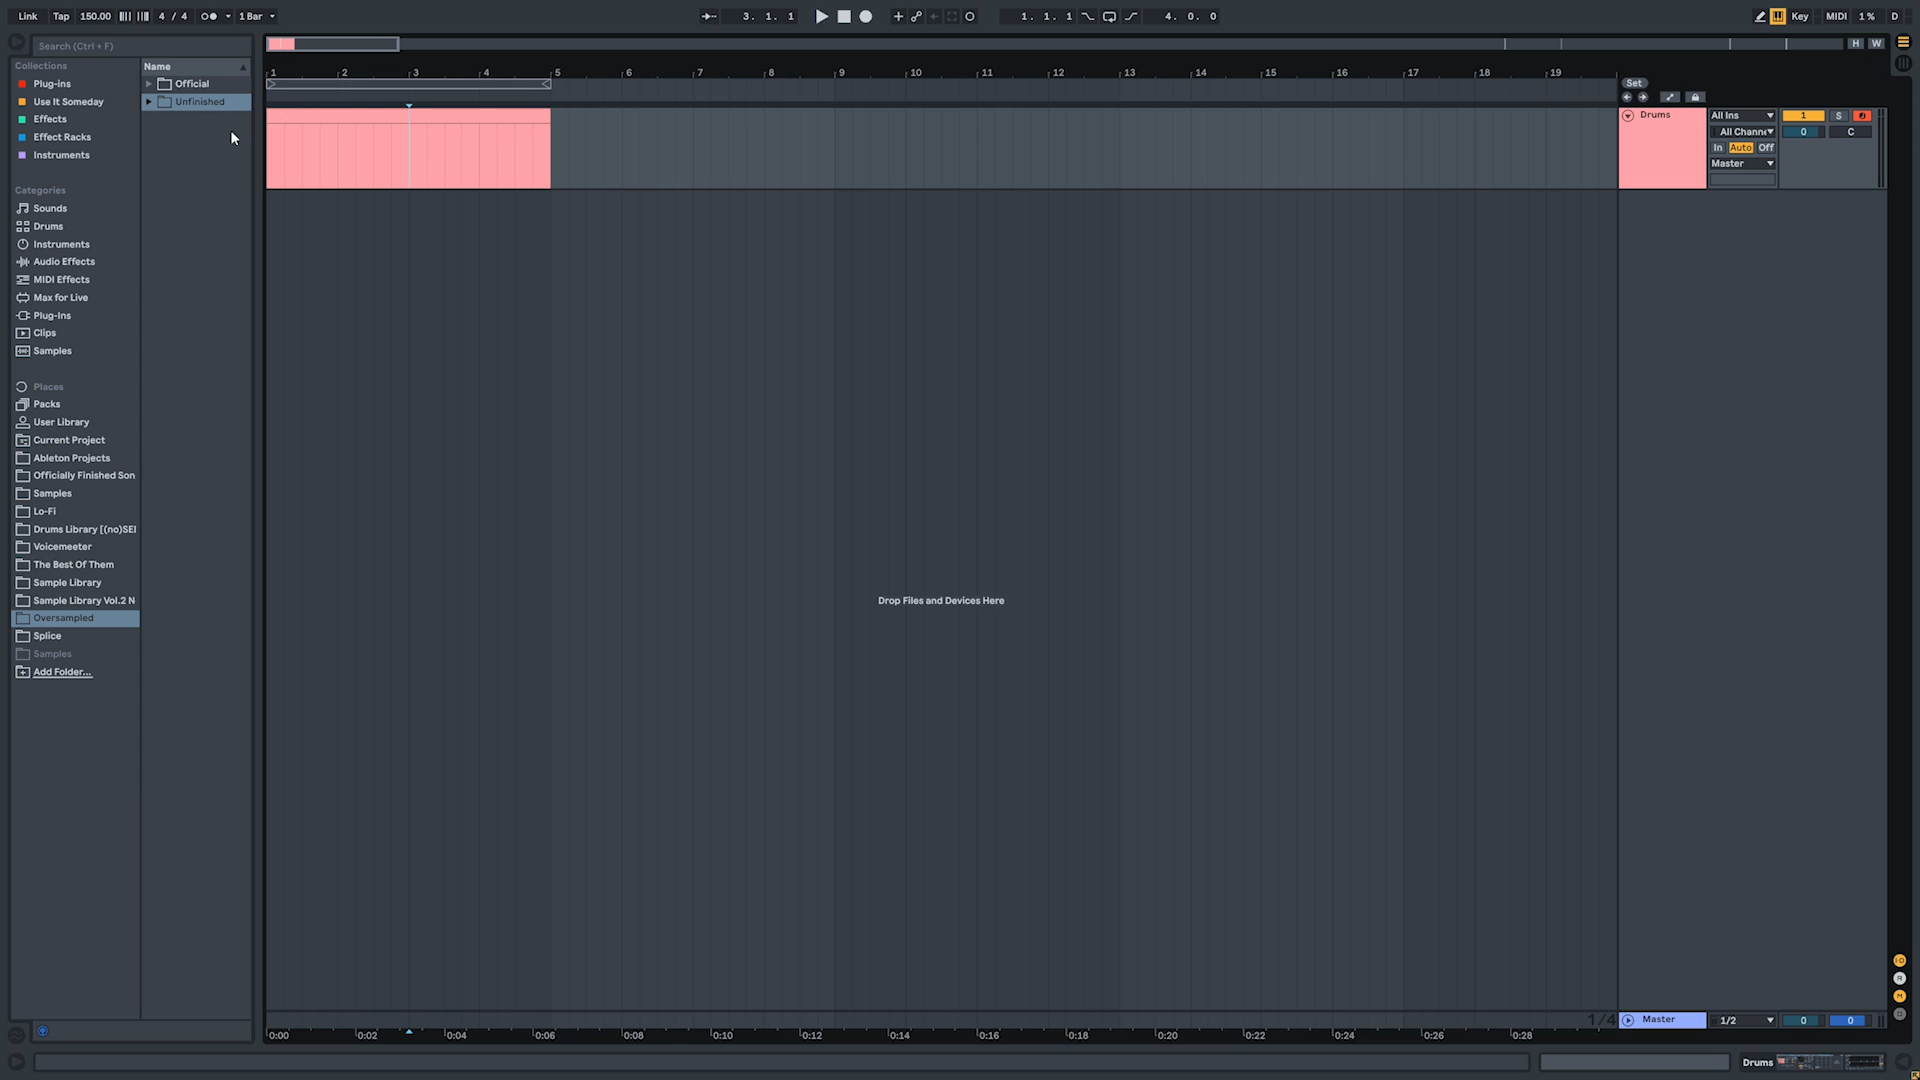 Link Tap 150.00 4 / 4 1 Bar 3. 1. 1 1. 1. 1 4. 0. 0 Key MIDI 1 % D
Search (Ctrl + F)
H W
Collections
Name
1 2 3 4 5 6 7 8 9 10 11 12 13 14 15 16 17 18 19
Plug-ins
Official
Set
Use It Someday
Unfinished
Effects
Drums
All Ins
1 S
Effect Racks
All Channe
0 C
Instruments
In Auto Off
Master
Categories
Sounds
Drums
Instruments
Audio Effects
MIDI Effects
Max for Live
Plug-Ins
Clips
Samples
Places
Packs
User Library
Current Project
Ableton Projects
Officially Finished Son
Samples
Lo-Fi
Drums Library [(no)SEI
Voicemeeter
The Best Of Them
Sample Library
Sample Library Vol.2 N
Drop Files and Devices Here
Oversampled
Splice
Samples
Add Folder...
1/4
Master
1/2
0 0
0:00 0:02 0:04 0:06 0:08 0:10 0:12 0:14 0:16 0:18 0:20 0:22 0:24 0:26 0:28
Drums